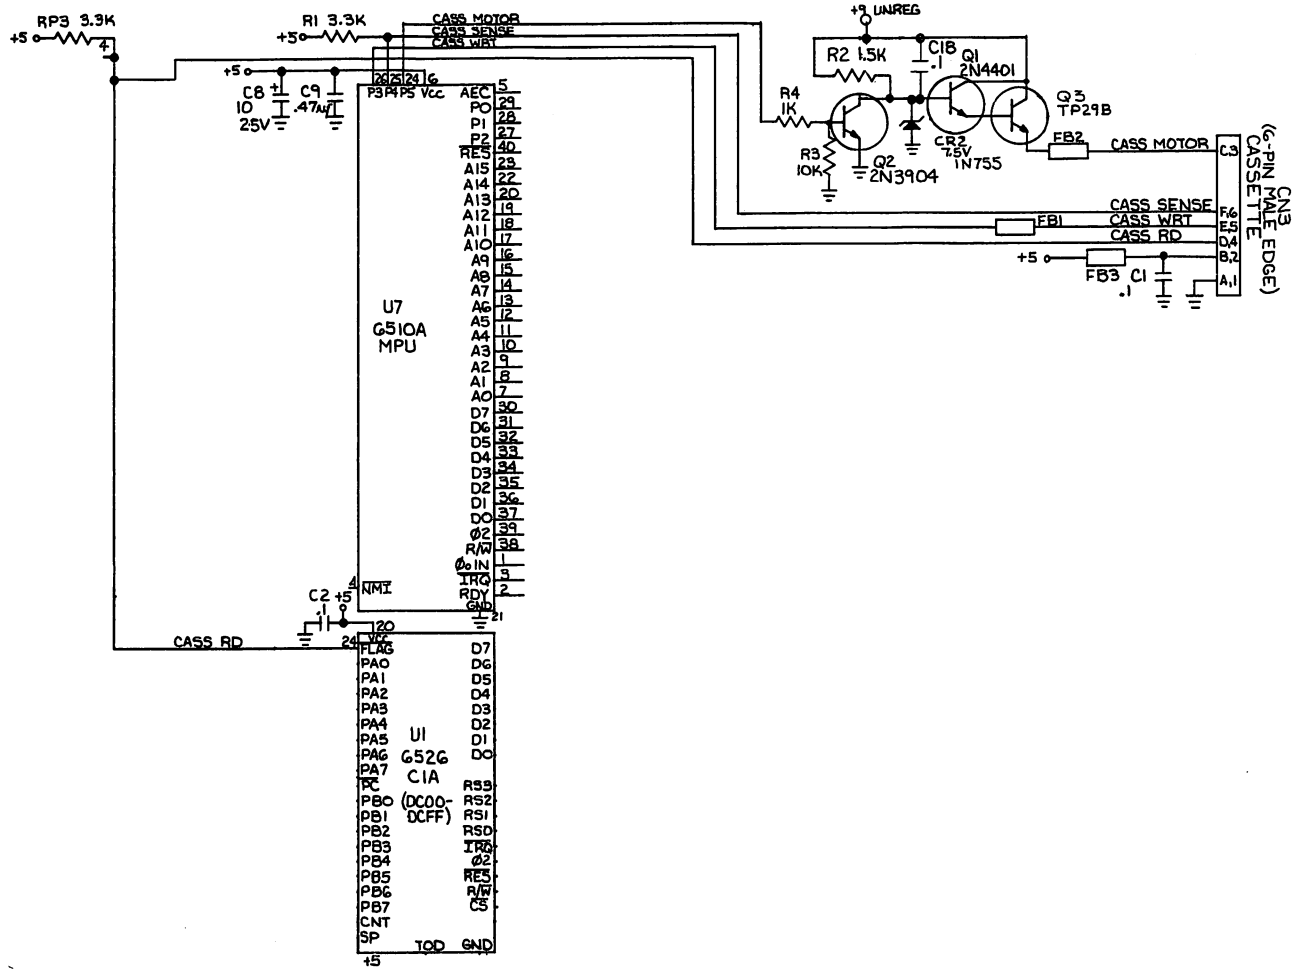 RP3 3.3K
+5
4
R1 3.3K
+5
CASS MOTOR
CASS SENSE
CASS WRT
+9 UNREG
R2 1.5K
C18
.1
Q1
2N4401
Q3
TP29B
R4
1K
R3
10K
Q2
2N3904
CR2
7.5V
1N755
FB2
CASS MOTOR
C,3
CASS SENSE
F,6
FB1
CASS WRT
E,5
CASS RD
D,4
+5
FB3
C1
.1
B,2
A,1
CN3
CASSETTE
(6-PIN MALE EDGE)
+5
C8
10
25V
+
C9
.47μf
26 25 24 6
P3 P4 P5 Vcc
AEC 5
P0 29
P1 28
P2 27
RES 40
A15 23
A14 22
A13 20
A12 19
A11 18
A10 17
A9 16
A8 15
A7 14
A6 13
A5 12
A4 11
A3 10
A2 9
A1 8
A0 7
D7 30
D6 31
D5 32
D4 33
D3 34
D2 35
D1 36
D0 37
Ø2 39
R/W 38
Øo IN 1
IRQ 3
RDY 2
GND 21
U7
6510A
MPU
4 NMI
C2
.1
+5
20
VCC
CASS RD
24
FLAG
PA0
PA1
PA2
PA3
PA4
PA5
PA6
PA7
PC
PB0
PB1
PB2
PB3
PB4
PB5
PB6
PB7
CNT
SP
+5
U1
6526
CIA
(DC00-
DCFF)
D7
D6
D5
D4
D3
D2
D1
D0
RS3
RS2
RS1
RS0
IRQ
Ø2
RES
R/W
CS
TOD GND